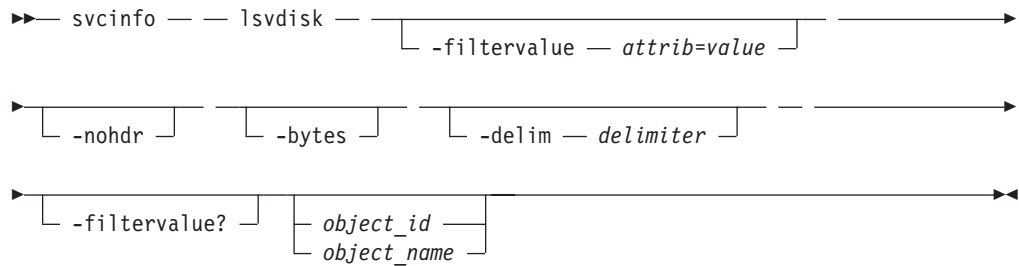 svcinfo lsvdisk
-filtervalue attrib=value
-nohdr -bytes -delim delimiter
-filtervalue? object_id
object_name